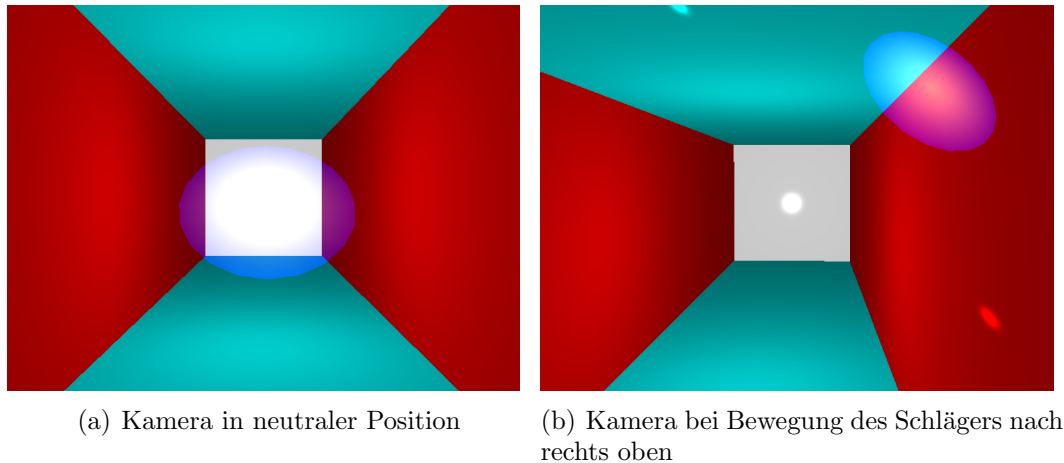 (a) Kamera in neutraler Position
(b) Kamera bei Bewegung des Schlägers nach
rechts oben